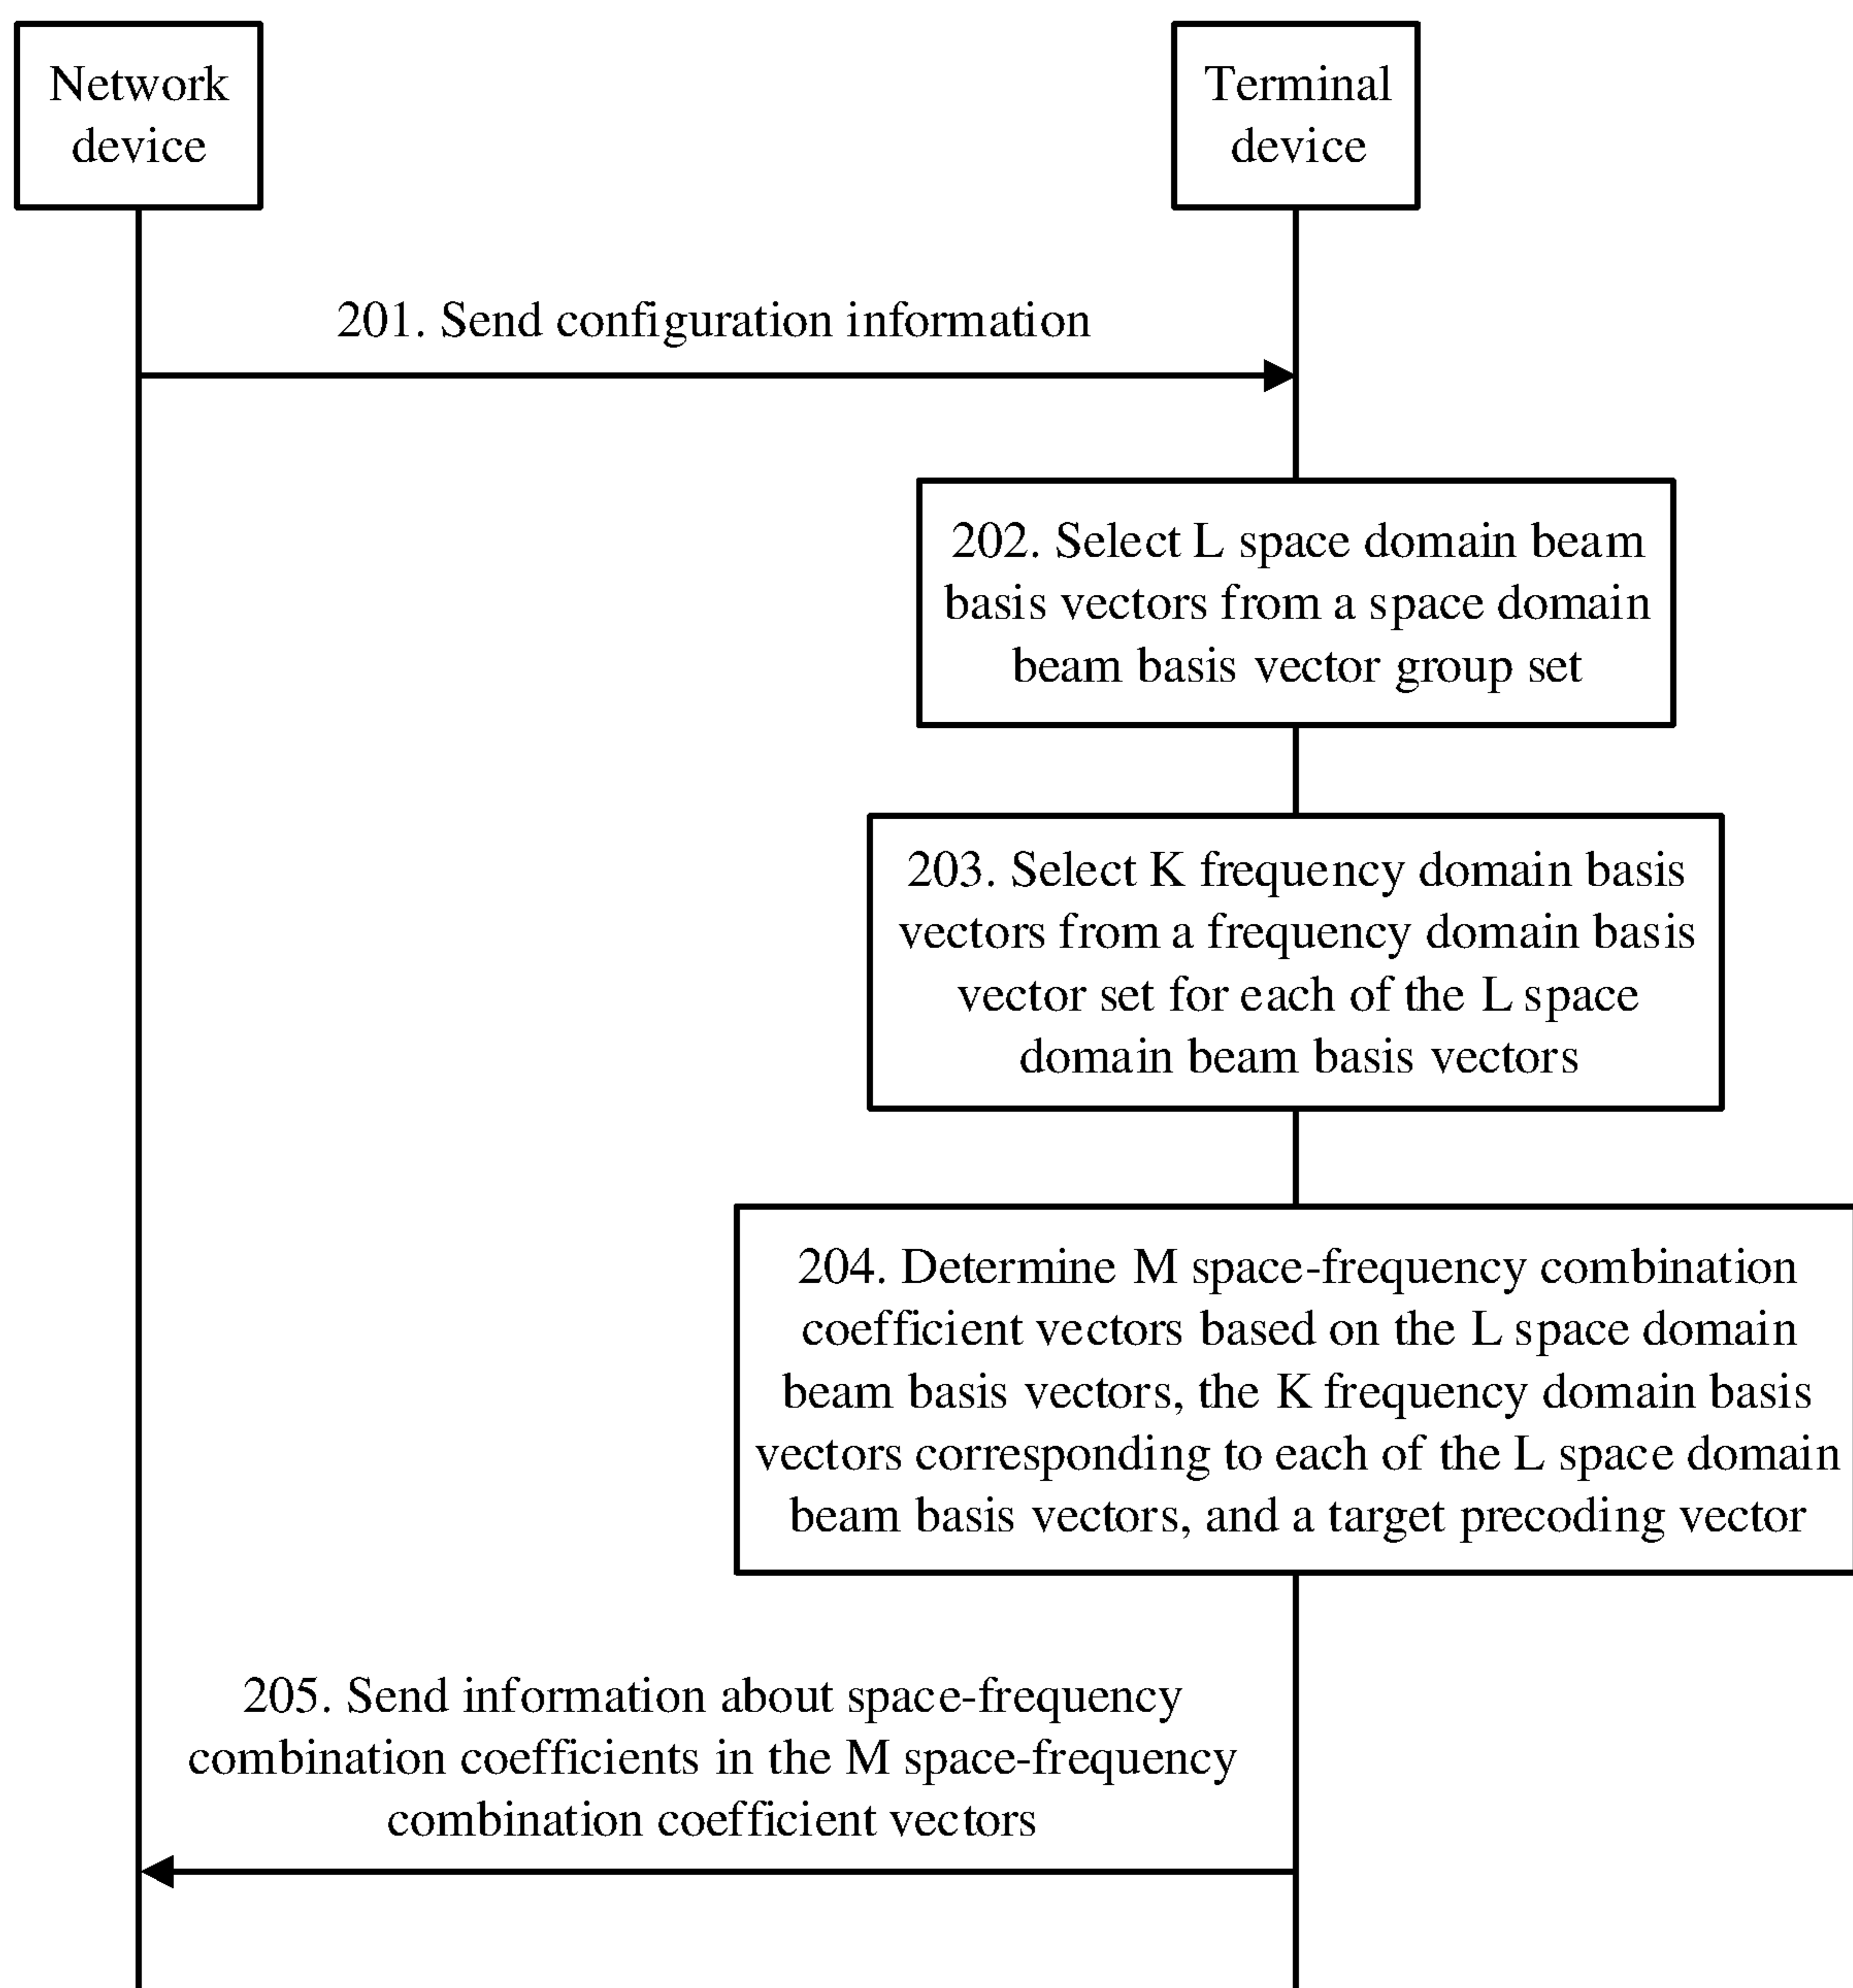 Network
device
Terminal
device
201. Send configuration information
202. Select L space domain beam
basis vectors from a space domain
beam basis vector group set
203. Select K frequency domain basis
vectors from a frequency domain basis
vector set for each of the L space
domain beam basis vectors
204. Determine M space-frequency combination
coefficient vectors based on the L space domain
beam basis vectors, the K frequency domain basis
vectors corresponding to each of the L space domain
beam basis vectors, and a target precoding vector
205. Send information about space-frequency
combination coefficients in the M space-frequency
combination coefficient vectors